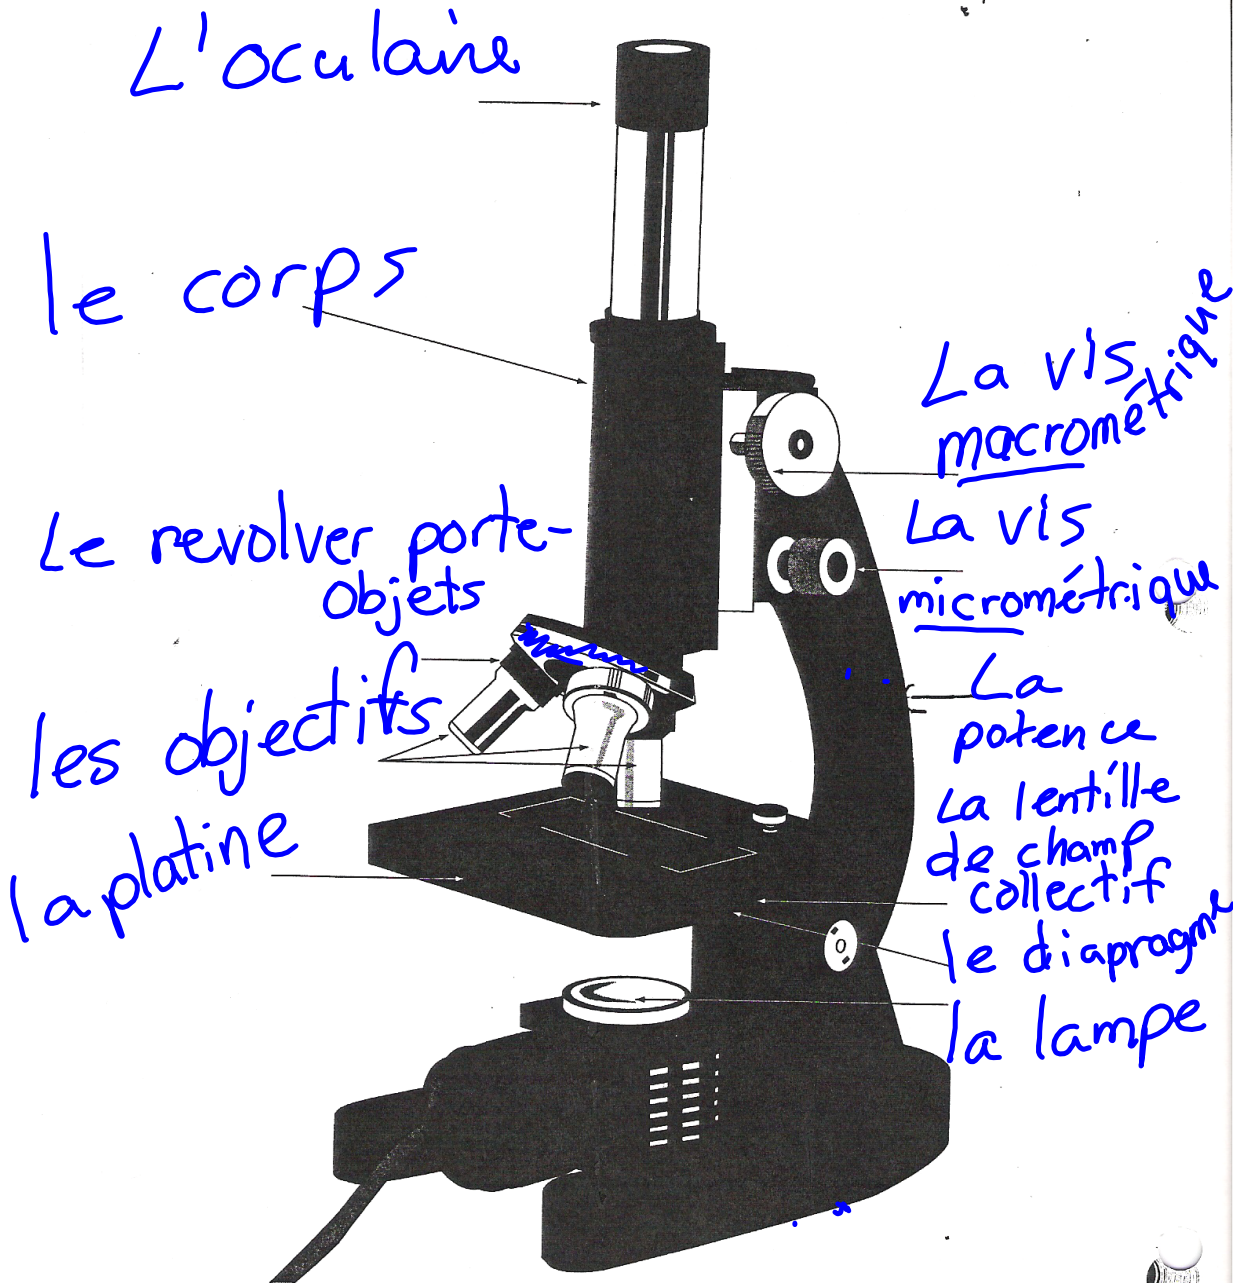 L'oculaire
le corps
La vis
macrométrique
Le revolver porte-
objets
La vis
micrométrique
les objectifs
La
potence
la platine
La lentille
de champ
collectif
le diapragme
la lampe